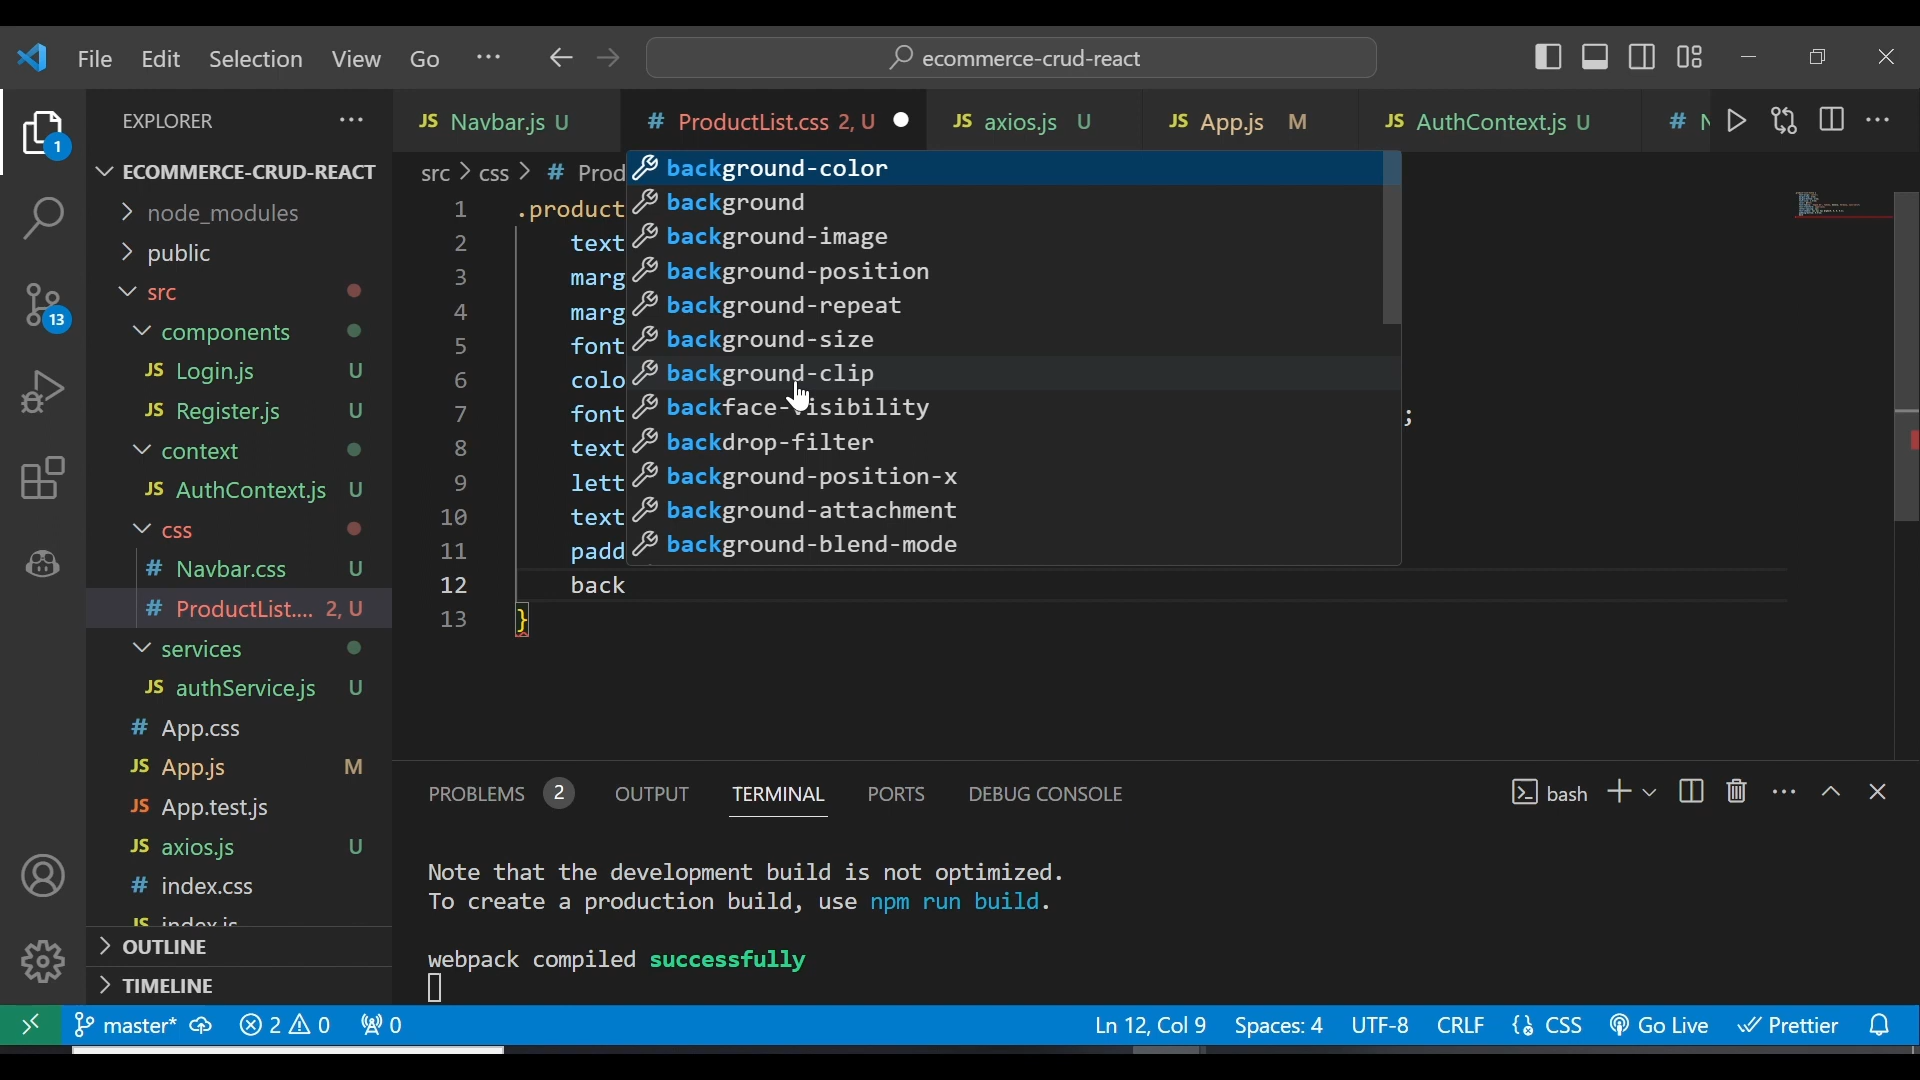 File Edit Selection View Go ··· ecommerce-crud-react
EXPLORER ···
ECOMMERCE-CRUD-REACT
node_modules
public
src
components
JS Login.js U
JS Register.js U
context
JS AuthContext.js U
css
# Navbar.css U
# ProductList.... 2, U
services
JS authService.js U
# App.css
JS App.js M
JS App.test.js
JS axios.js U
# index.css
JS index.js
OUTLINE
TIMELINE
1
13
JS Navbar.js U # ProductList.css 2, U JS axios.js U JS App.js M JS AuthContext.js U # N
src > css > # Prod
1 .product
2 text
3 marg
4 marg
5 font
6 colo
7 font ;
8 text
9 lett
10 text
11 padd
12 back
13 }
background-color
background
background-image
background-position
background-repeat
background-size
background-clip
backface-visibility
backdrop-filter
background-position-x
background-attachment
background-blend-mode
PROBLEMS 2 OUTPUT TERMINAL PORTS DEBUG CONSOLE bash
Note that the development build is not optimized.
To create a production build, use npm run build.
webpack compiled successfully
master* 2 0 0 Ln 12, Col 9 Spaces: 4 UTF-8 CRLF {} CSS Go Live Prettier